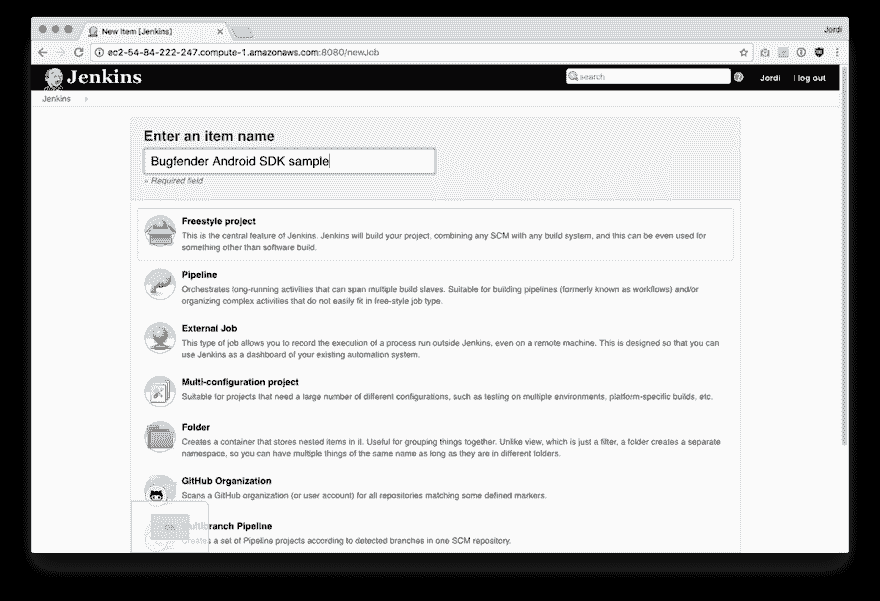 New Item [Jenkins]
Jordi
ec2-54-84-222-247.compute-1.amazonaws.com:8080/newJob
Jenkins
search
Jordi
| log out
Jenkins
Enter an item name
Bugfender Android SDK sample
» Required field
Freestyle project
This is the central feature of Jenkins. Jenkins will build your project, combining any SCM with any build system, and this can be even used for
something other than software build.
Pipeline
Orchestrates long-running activities that can span multiple build slaves. Suitable for building pipelines (formerly known as workflows) and/or
organizing complex activities that do not easily fit in free-style job type.
External Job
This type of job allows you to record the execution of a process run outside Jenkins, even on a remote machine. This is designed so that you can
use Jenkins as a dashboard of your existing automation system.
Multi-configuration project
Suitable for projects that need a large number of different configurations, such as testing on multiple environments, platform-specific builds, etc.
Folder
Creates a container that stores nested items in it. Useful for grouping things together. Unlike view, which is just a filter, a folder creates a separate
namespace, so you can have multiple things of the same name as long as they are in different folders.
GitHub Organization
Scans a GitHub organization (or user account) for all repositories matching some defined markers.
OK
Multibranch Pipeline
Creates a set of Pipeline projects according to detected branches in one SCM repository.